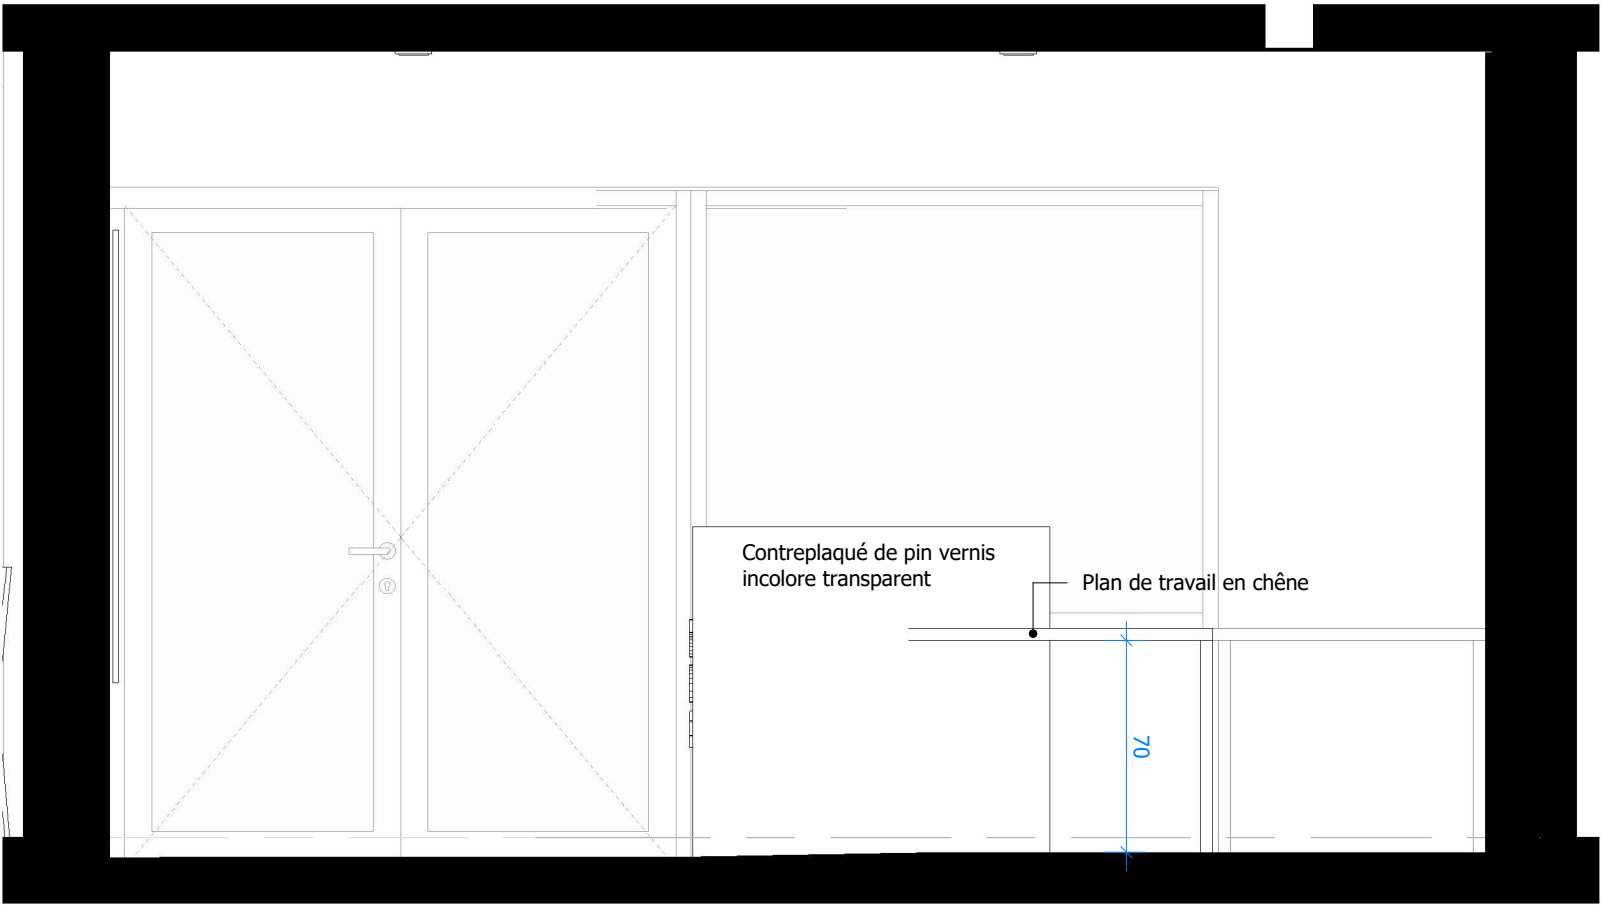 Contreplaqué de pin vernis
incolore transparent
Plan de travail en chêne
70